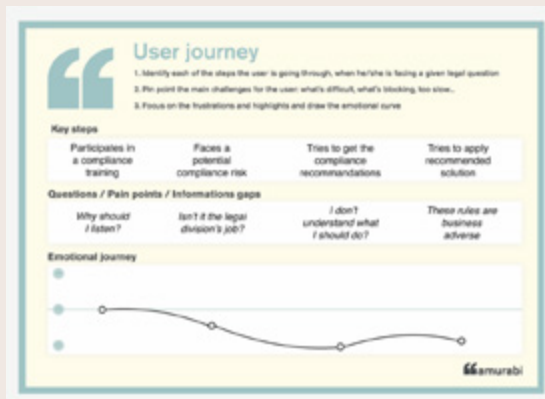 User journey
1. Identify each of the steps the user is going through, when he/she is facing a given legal question
2. Pin point the main challenges for the user: what's difficult, what's blocking, too slow...
3. Focus on the frustrations and highlights and draw the emotional curve
Key steps
Participates in
a compliance
training
Faces a
potential
compliance risk
Tries to get the
compliance
recommandations
Tries to apply
recommended
solution
Questions / Pain points / Informations gaps
Why should
I listen?
Isn't it the legal
division's job?
I don't
understand what
I should do?
These rules are
business
adverse
Emotional journey
amurabi